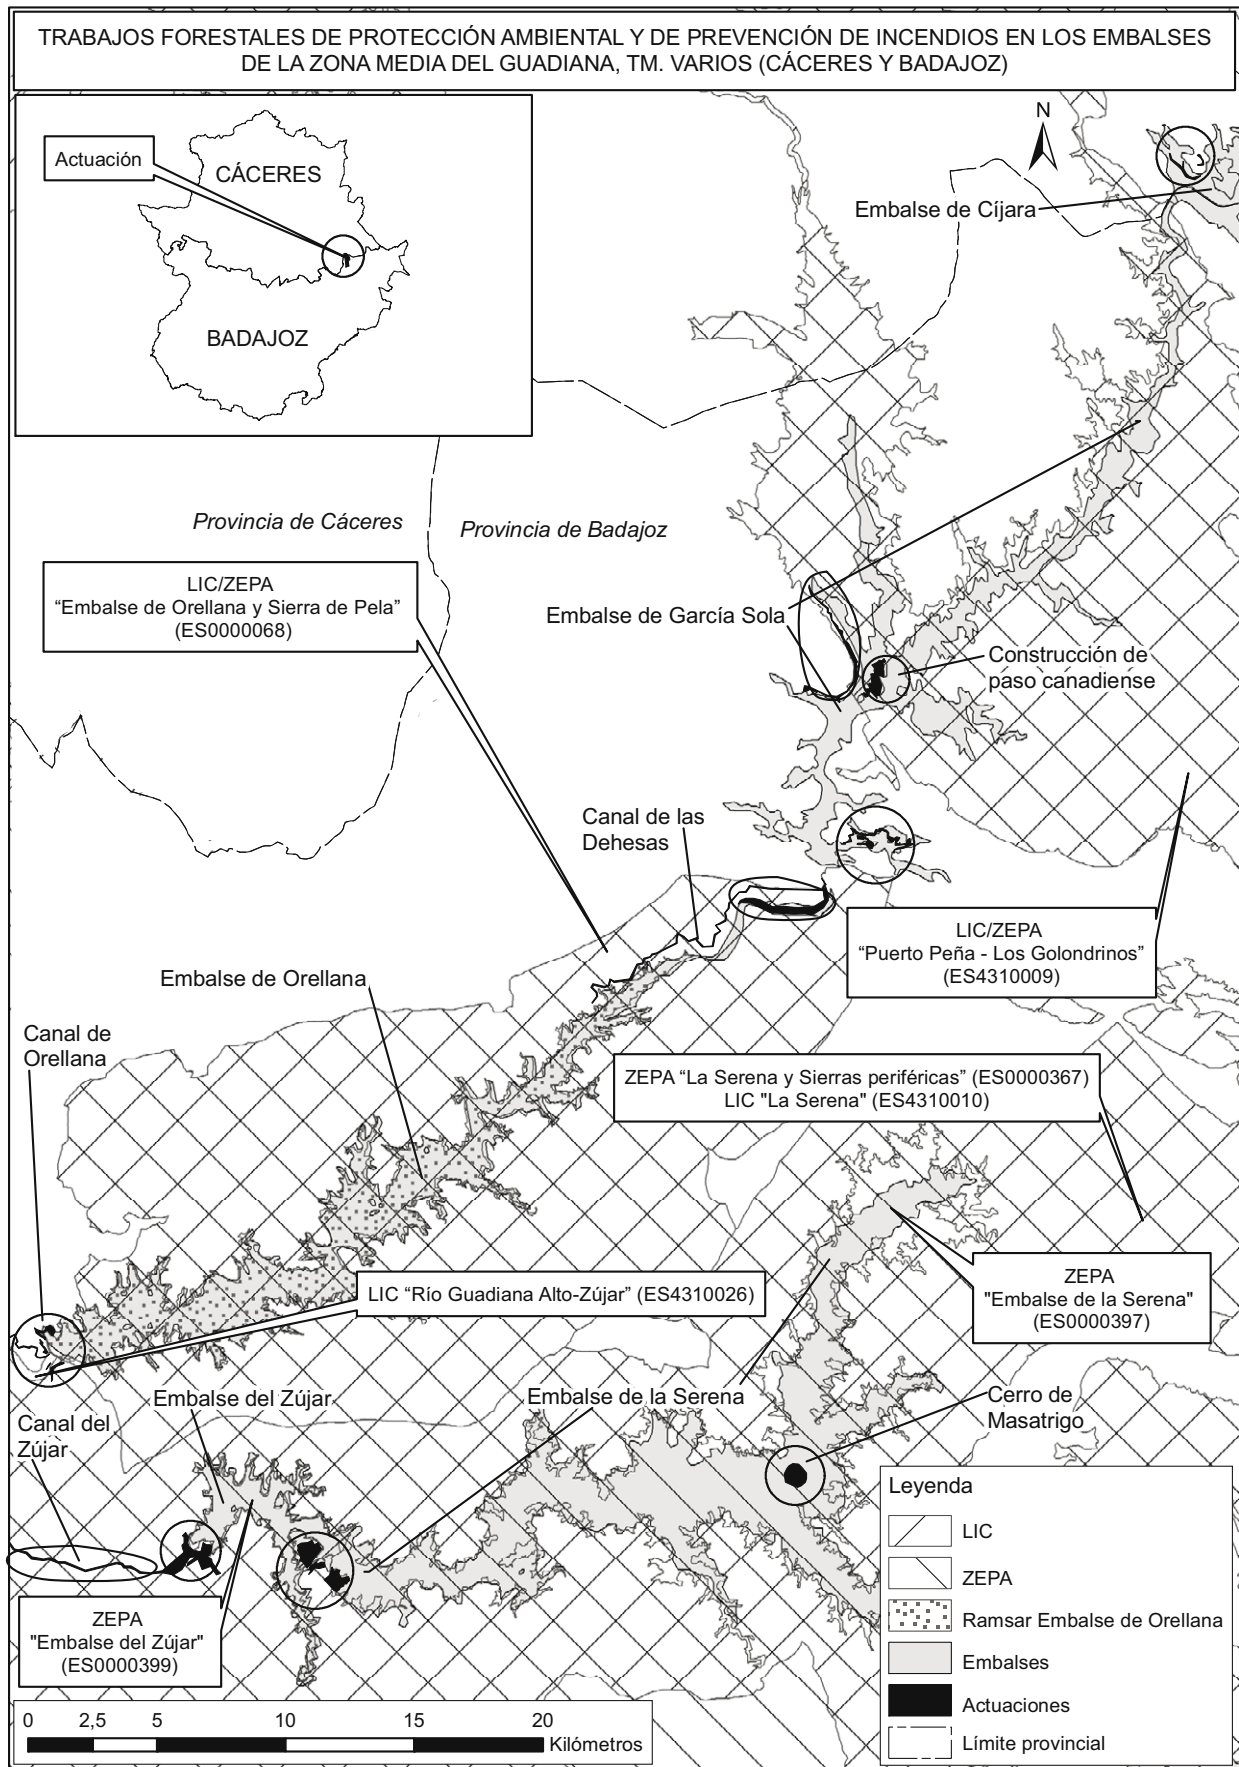 TRABAJOS FORESTALES DE PROTECCIÓN AMBIENTAL Y DE PREVENCIÓN DE INCENDIOS EN LOS EMBALSES
DE LA ZONA MEDIA DEL GUADIANA, TM. VARIOS (CÁCERES Y BADAJOZ)
Actuación
CÁCERES
BADAJOZ
N
Embalse de Cíjara
Provincia de Cáceres
Provincia de Badajoz
LIC/ZEPA
“Embalse de Orellana y Sierra de Pela”
(ES0000068)
Embalse de García Sola
Construcción de
paso canadiense
Canal de las
Dehesas
LIC/ZEPA
“Puerto Peña - Los Golondrinos”
(ES4310009)
Embalse de Orellana
Canal de
Orellana
ZEPA “La Serena y Sierras periféricas” (ES0000367)
LIC "La Serena" (ES4310010)
LIC “Río Guadiana Alto-Zújar” (ES4310026)
ZEPA
"Embalse de la Serena"
(ES0000397)
Embalse del Zújar
Embalse de la Serena
Cerro de
Masatrigo
Canal del
Zújar
ZEPA
"Embalse del Zújar"
(ES0000399)
Leyenda
LIC
ZEPA
Ramsar Embalse de Orellana
Embalses
Actuaciones
Límite provincial
0 2,5 5 10 15 20
Kilómetros